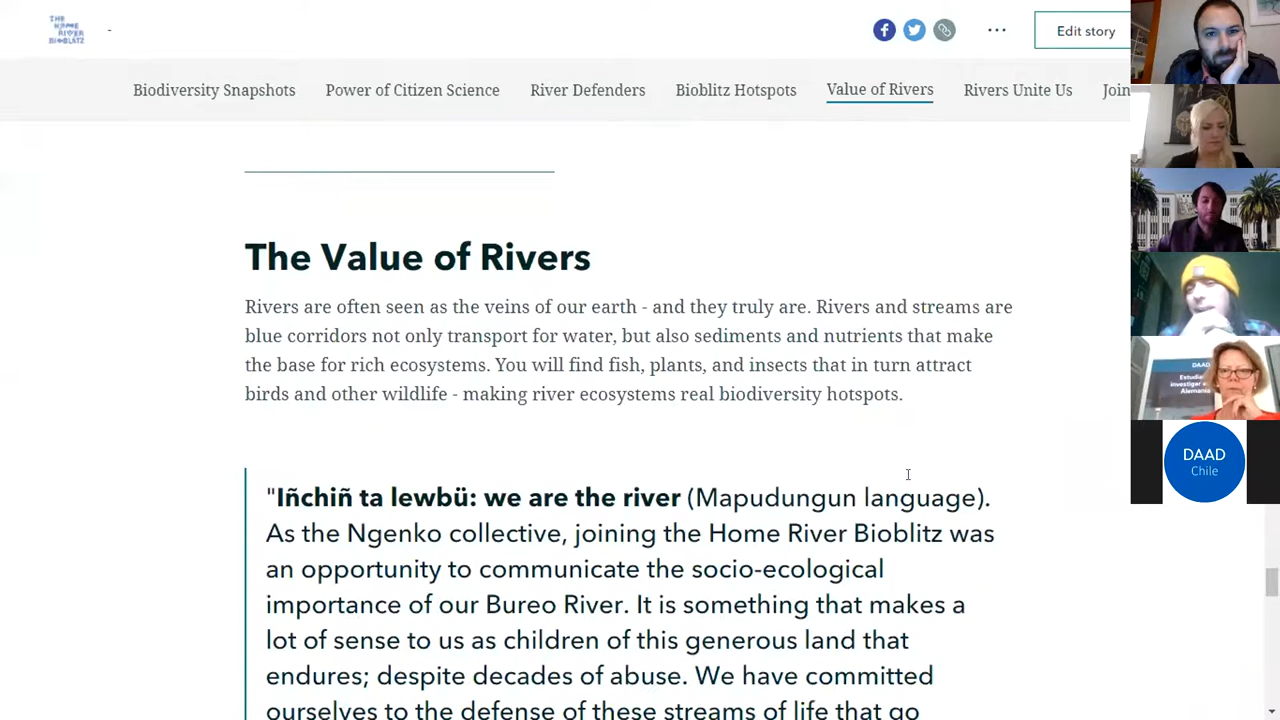 THE
HOME
RIVER
BIOBLITZ
Edit story
Biodiversity Snapshots
Power of Citizen Science
River Defenders
Bioblitz Hotspots
Value of Rivers
Rivers Unite Us
Join
The Value of Rivers
Rivers are often seen as the veins of our earth - and they truly are. Rivers and streams are
blue corridors not only transport for water, but also sediments and nutrients that make
the base for rich ecosystems. You will find fish, plants, and insects that in turn attract
birds and other wildlife - making river ecosystems real biodiversity hotspots.
"Iñchiñ ta lewbü: we are the river (Mapudungun language).
As the Ngenko collective, joining the Home River Bioblitz was
an opportunity to communicate the socio-ecological
importance of our Bureo River. It is something that makes a
lot of sense to us as children of this generous land that
endures; despite decades of abuse. We have committed
ourselves to the defense of these streams of life that go
DAAD
Alemania
DAAD
Chile